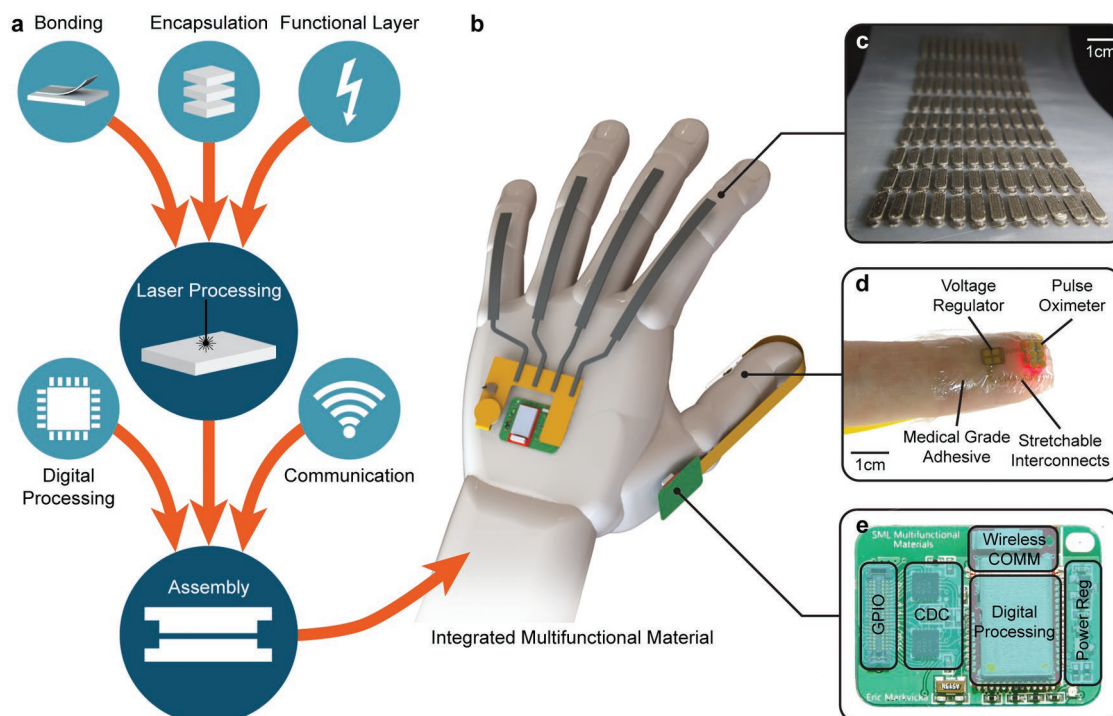 a
Bonding
Encapsulation
Functional Layer
Laser Processing
Digital
Processing
Communication
Assembly
b
Integrated Multifunctional Material
c
1cm
d
Voltage
Regulator
Pulse
Oximeter
Medical Grade
Adhesive
Stretchable
Interconnects
1cm
e
SML Multifunctional
Materials
Wireless
COMM
GPIO
CDC
Digital
Processing
Power Reg
Eric Markvicka